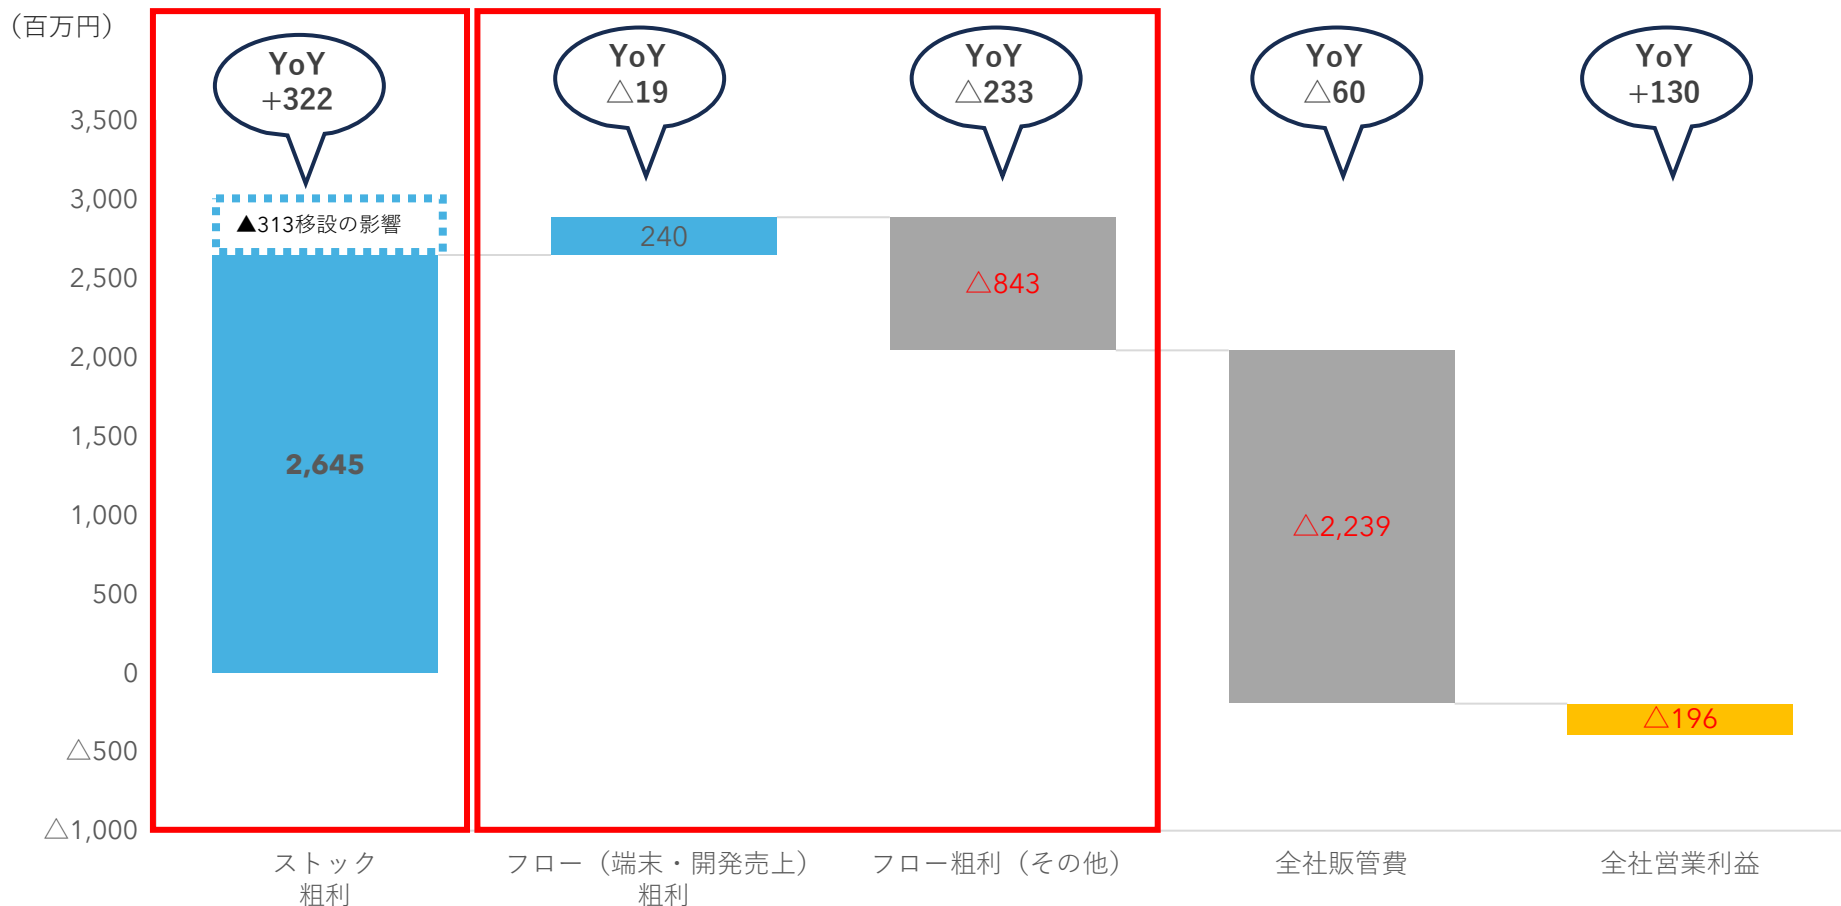 （百万円）
YoY
+322
YoY
△19
YoY
△233
YoY
△60
YoY
+130
3,500
3,000
2,500
2,000
1,500
1,000
500
0
△500
△1,000
▲313移設の影響
2,645
240
△843
△2,239
△196
ストック
粗利
フロー（端末・開発売上）
粗利
フロー粗利（その他）
全社販管費
全社営業利益